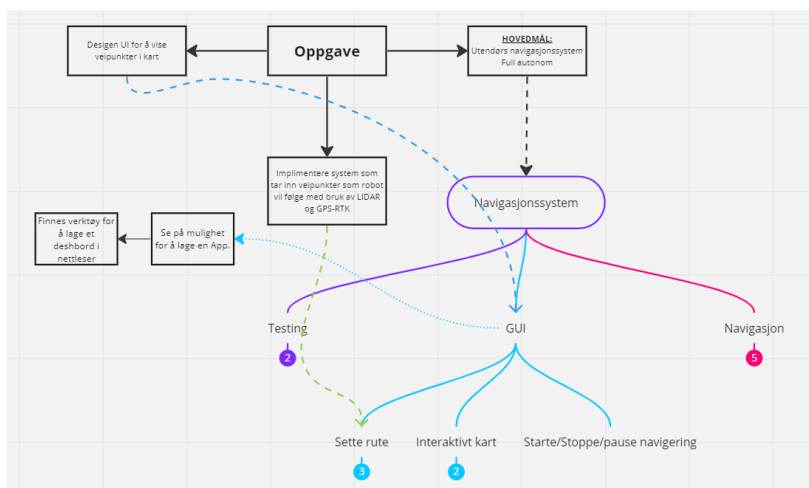 Desigen UI for å vise
veipunkter i kart
Oppgave
HOVEDMÅL:
Utendørs navigasjonssystem
Full autonom
Implimentere system som
tar inn veipunkter som robot
vil følge med bruk av LIDAR
og GPS-RTK
Navigasjonssystem
Finnes verktøy for
å lage et
deshbord i
nettleser
Se på mulighet
for å lage en App.
Testing
2
GUI
Navigasjon
5
Sette rute
3
Interaktivt kart
2
Starte/Stoppe/pause navigering